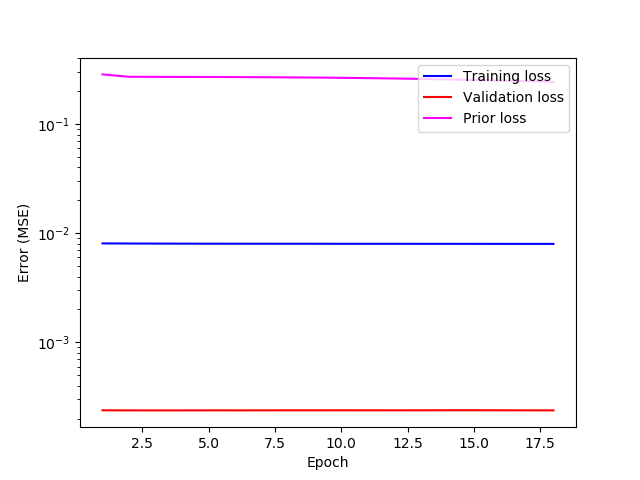 Training loss
Validation loss
Prior loss
Error (MSE)
10⁻¹
10⁻²
10⁻³
2.5 5.0 7.5 10.0 12.5 15.0 17.5
Epoch